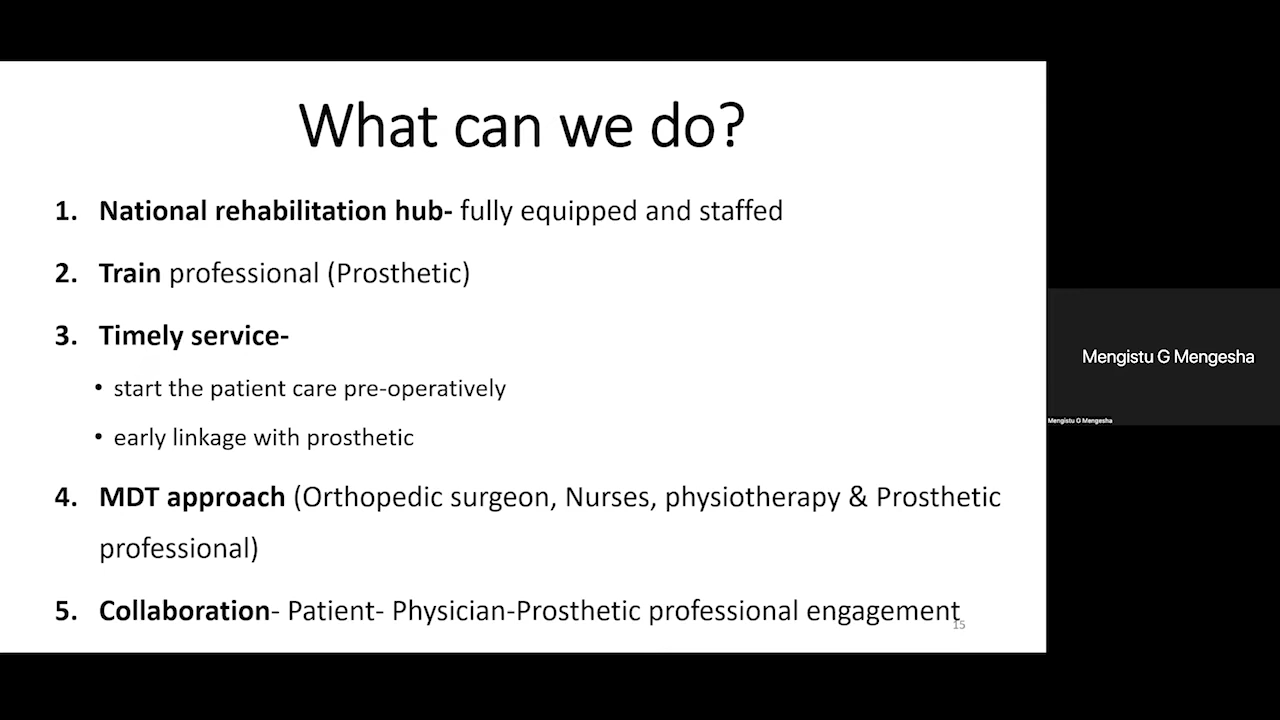 What can we do?
1. National rehabilitation hub- fully equipped and staffed
2. Train professional (Prosthetic)
3. Timely service-
• start the patient care pre-operatively
• early linkage with prosthetic
4. MDT approach (Orthopedic surgeon, Nurses, physiotherapy & Prosthetic
professional)
5. Collaboration- Patient- Physician-Prosthetic professional engagement
15
Mengistu G Mengesha
Mengistu G Mengesha